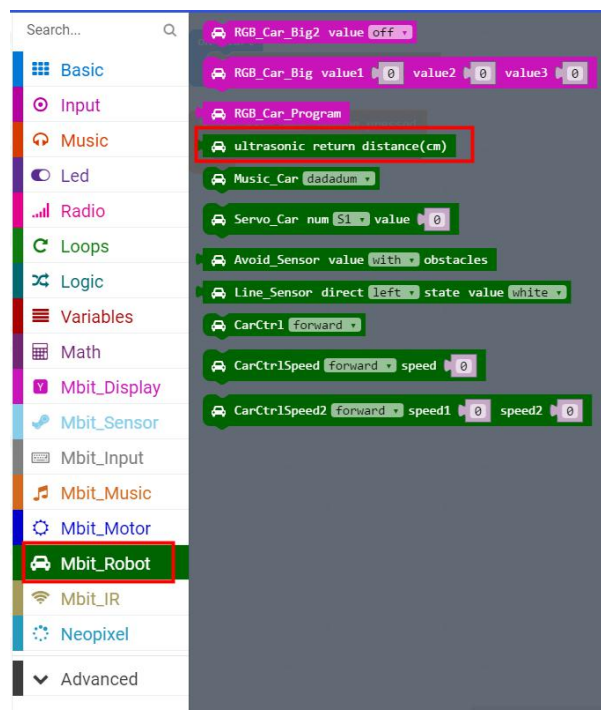 Search...
Basic
Input
Music
Led
Radio
Loops
Logic
Variables
Math
Mbit_Display
Mbit_Sensor
Mbit_Input
Mbit_Music
Mbit_Motor
Mbit_Robot
Mbit_IR
Neopixel
Advanced
RGB_Car_Big2 value off
RGB_Car_Big value1 0 value2 0 value3 0
RGB_Car_Program
ultrasonic return distance(cm)
Music_Car dadadum
Servo_Car num S1 value 0
Avoid_Sensor value with obstacles
Line_Sensor direct left state value white
CarCtrl forward
CarCtrlSpeed forward speed 0
CarCtrlSpeed2 forward speed1 0 speed2 0